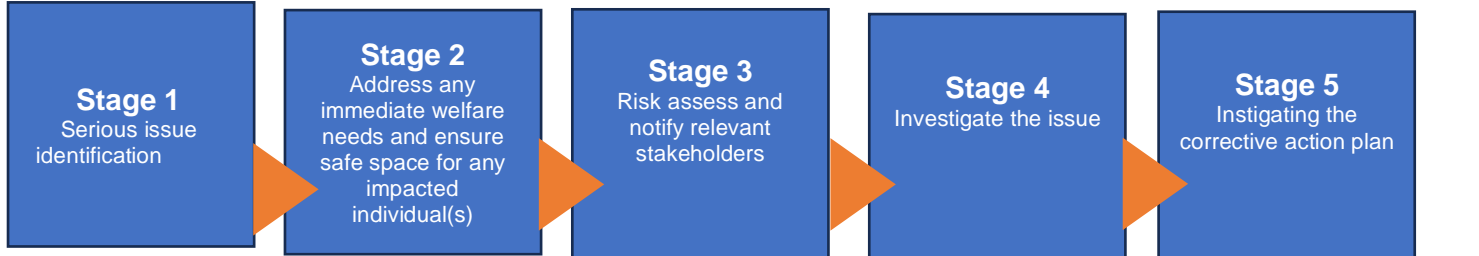 Stage 1
Serious issue
identification
Stage 2
Address any
immediate welfare
needs and ensure
safe space for any
impacted
individual(s)
Stage 3
Risk assess and
notify relevant
stakeholders
Stage 4
Investigate the issue
Stage 5
Instigating the
corrective action plan